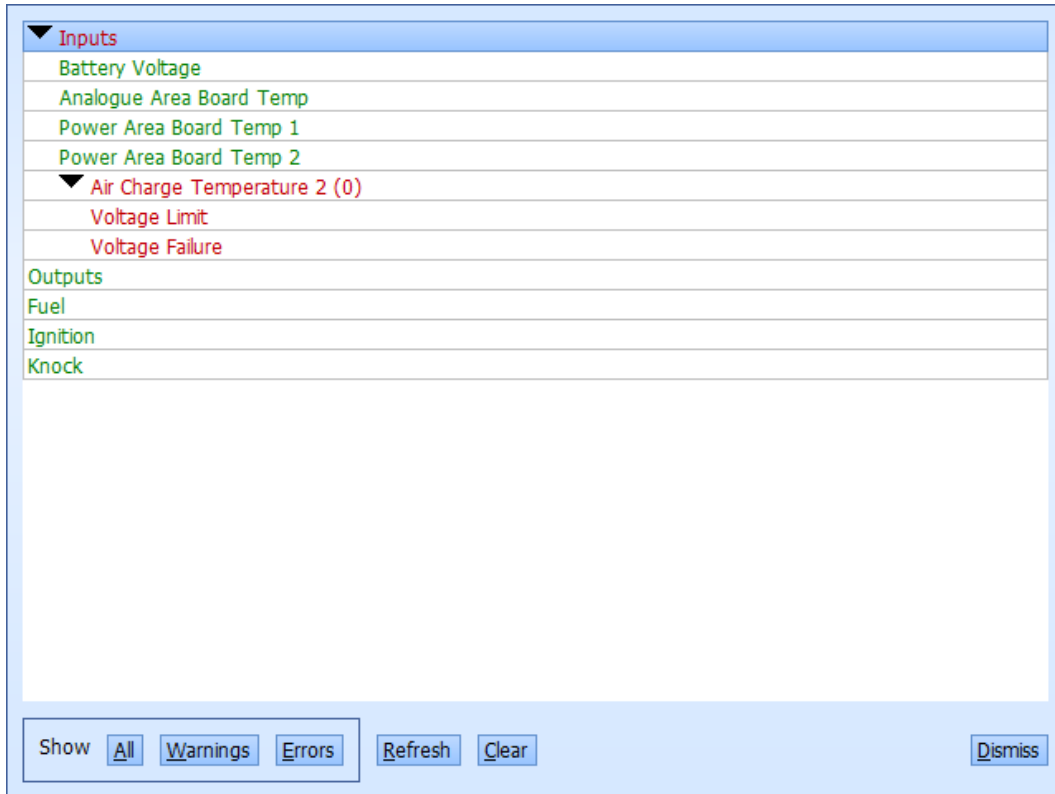 Inputs
Battery Voltage
Analogue Area Board Temp
Power Area Board Temp 1
Power Area Board Temp 2
Air Charge Temperature 2 (0)
Voltage Limit
Voltage Failure
Outputs
Fuel
Ignition
Knock
Show All Warnings Errors Refresh Clear Dismiss